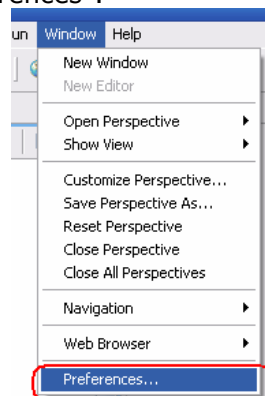 un Window Help
New Window
New Editor
Open Perspective
Show View
Customize Perspective...
Save Perspective As...
Reset Perspective
Close Perspective
Close All Perspectives
Navigation
Web Browser
Preferences...